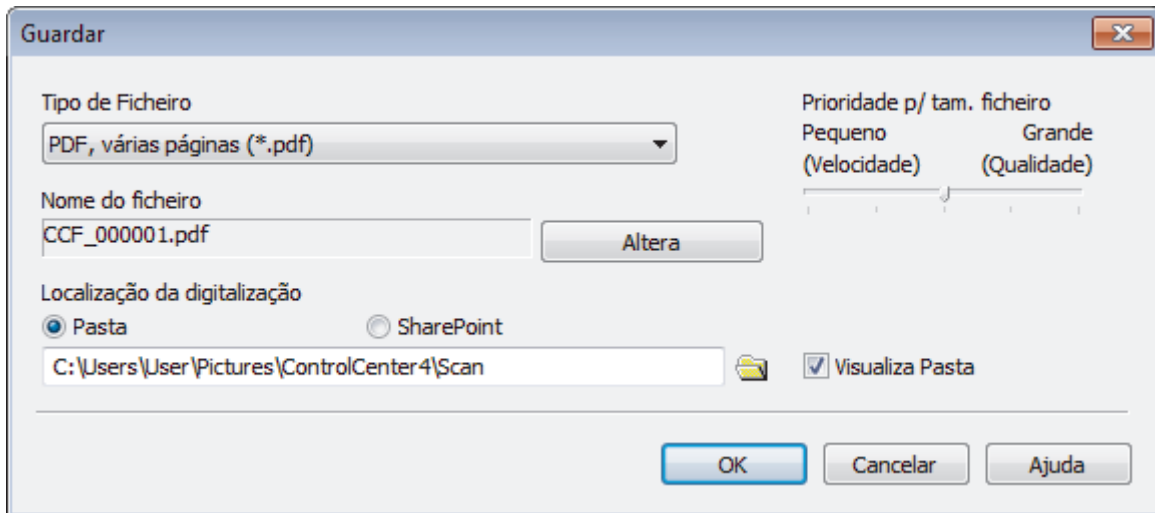 Guardar
Tipo de Ficheiro
PDF, várias páginas (*.pdf)
Nome do ficheiro
CCF_000001.pdf
Altera
Prioridade p/ tam. ficheiro
Pequeno Grande
(Velocidade) (Qualidade)
Localização da digitalização
Pasta SharePoint
C:\Users\User\Pictures\ControlCenter4\Scan
Visualiza Pasta
OK Cancelar Ajuda